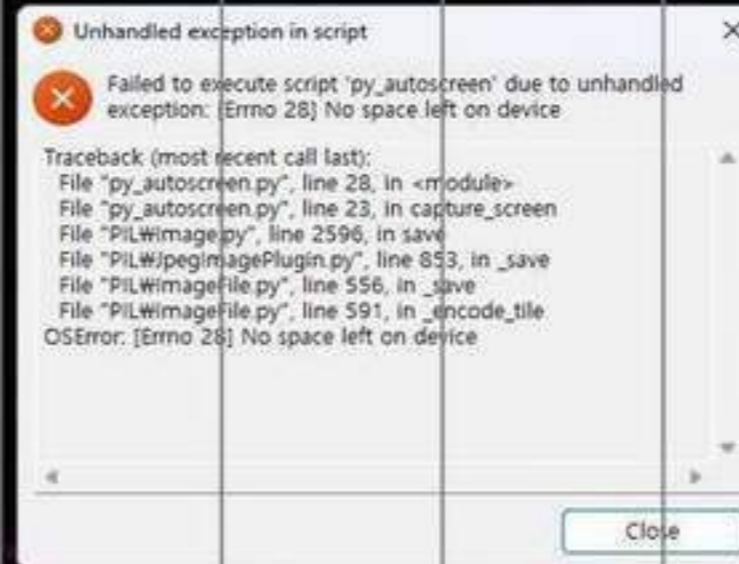 Unhandled exception in script
Failed to execute script 'py_autoscreen' due to unhandled
exception: [Errno 28] No space left on device
Traceback (most recent call last):
File "py_autoscreen.py", line 28, in <module>
File "py_autoscreen.py", line 23, in capture_screen
File "PIL₩Image.py", line 2596, in save
File "PIL₩JpegImagePlugin.py", line 853, in _save
File "PIL₩ImageFile.py", line 556, in _save
File "PIL₩ImageFile.py", line 591, in _encode_tile
OSError: [Errno 28] No space left on device
Close